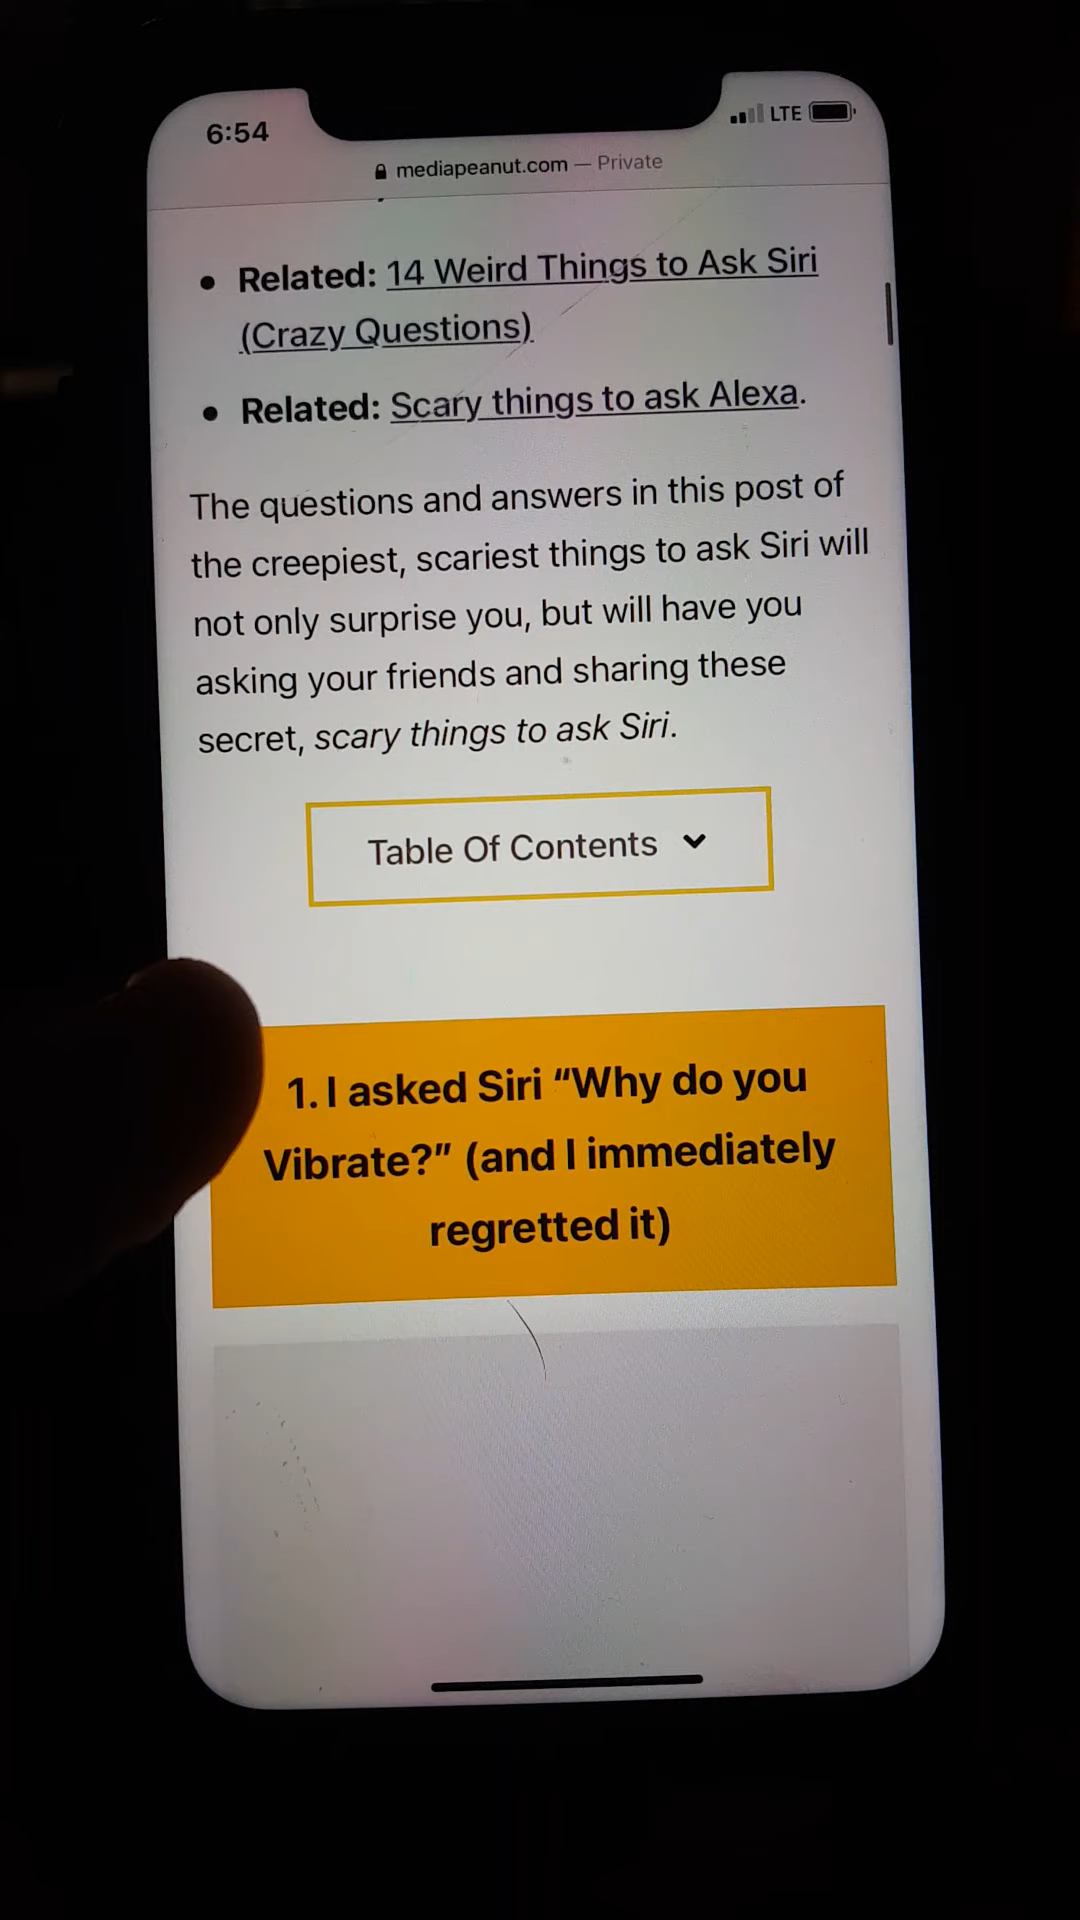 6:54
LTE
mediapeanut.com — Private
• Related: 14 Weird Things to Ask Siri
(Crazy Questions)
• Related: Scary things to ask Alexa.
The questions and answers in this post of
the creepiest, scariest things to ask Siri will
not only surprise you, but will have you
asking your friends and sharing these
secret, scary things to ask Siri.
Table Of Contents
1. I asked Siri “Why do you
Vibrate?” (and I immediately
regretted it)